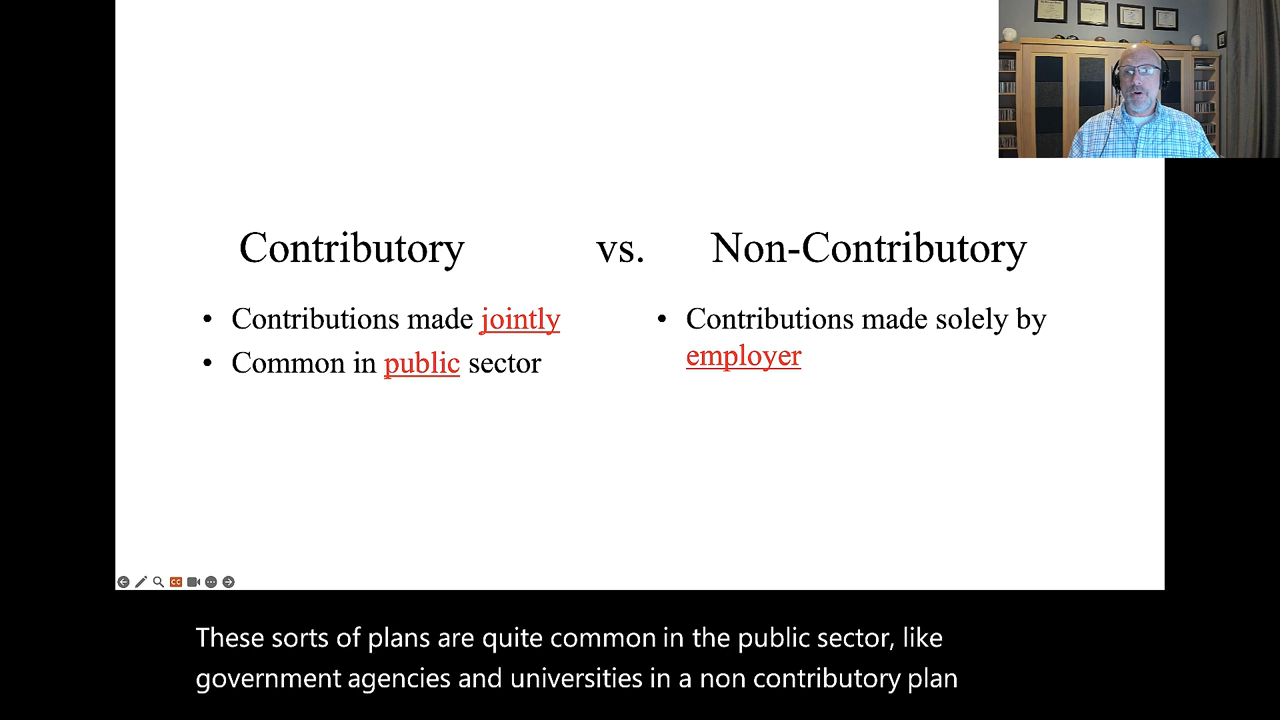 Contributory vs. Non-Contributory
• Contributions made jointly
• Common in public sector
• Contributions made solely by
employer
CC
These sorts of plans are quite common in the public sector, like
government agencies and universities in a non contributory plan